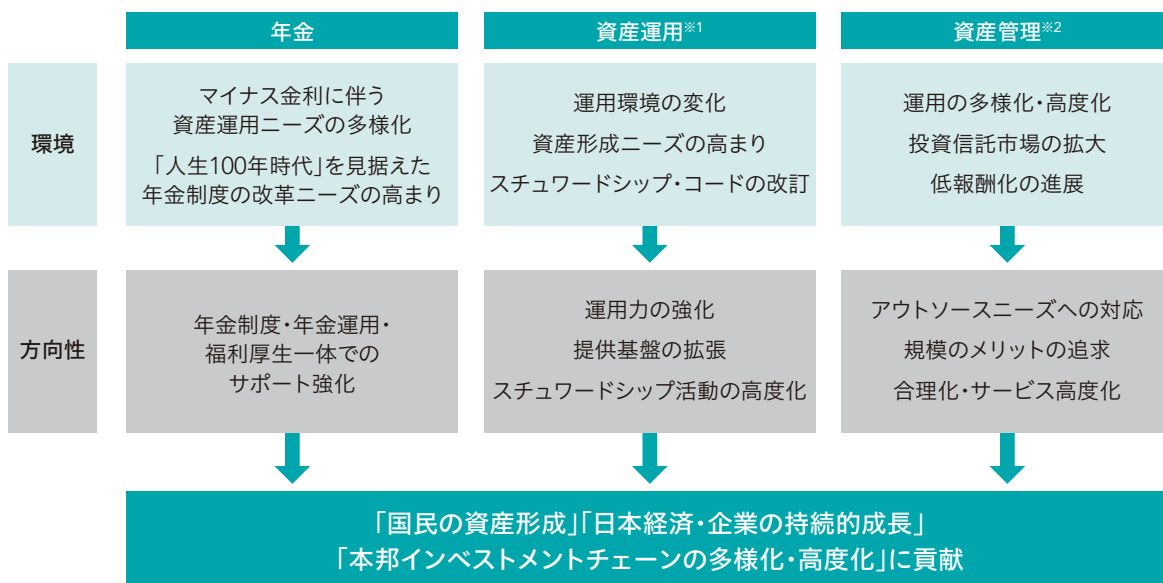 年金
資産運用※1
資産管理※2
環境
マイナス金利に伴う
資産運用ニーズの多様化
「人生100年時代」を見据えた
年金制度の改革ニーズの高まり
運用環境の変化
資産形成ニーズの高まり
スチュワードシップ・コードの改訂
運用の多様化・高度化
投資信託市場の拡大
低報酬化の進展
方向性
年金制度・年金運用・
福利厚生一体での
サポート強化
運用力の強化
提供基盤の拡張
スチュワードシップ活動の高度化
アウトソースニーズへの対応
規模のメリットの追求
合理化・サービス高度化
「国民の資産形成」「日本経済・企業の持続的成長」
「本邦インベストメントチェーンの多様化・高度化」に貢献